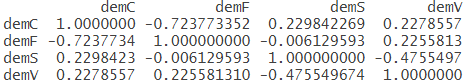 demC demF demS demV
demC 1.0000000 -0.723773352 0.229842269 0.2278557
demF -0.7237734 1.000000000 -0.006129593 0.2255813
demS 0.2298423 -0.006129593 1.000000000 -0.4755497
demV 0.2278557 0.225581310 -0.475549674 1.0000000